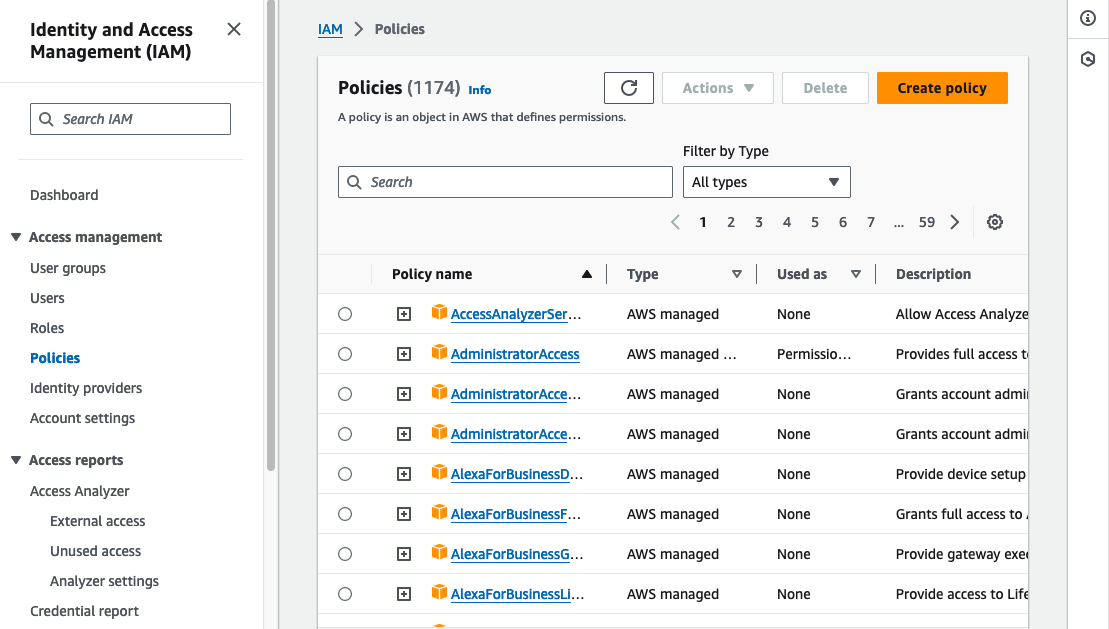 Identity and Access
Management (IAM)
Search IAM
Dashboard
Access management
User groups
Users
Roles
Policies
Identity providers
Account settings
Access reports
Access Analyzer
External access
Unused access
Analyzer settings
Credential report
IAM Policies
Policies (1174) Info
Actions Delete Create policy
A policy is an object in AWS that defines permissions.
Filter by Type
Search All types
1 2 3 4 5 6 7 ... 59
Policy name Type Used as Description
AccessAnalyzerSer... AWS managed None Allow Access Analyze
AdministratorAccess AWS managed ... Permissio... Provides full access t
AdministratorAcce... AWS managed None Grants account admi
AdministratorAcce... AWS managed None Grants account admi
AlexaForBusinessD... AWS managed None Provide device setup
AlexaForBusinessF... AWS managed None Grants full access to
AlexaForBusinessG... AWS managed None Provide gateway exe
AlexaForBusinessLi... AWS managed None Provide access to Life